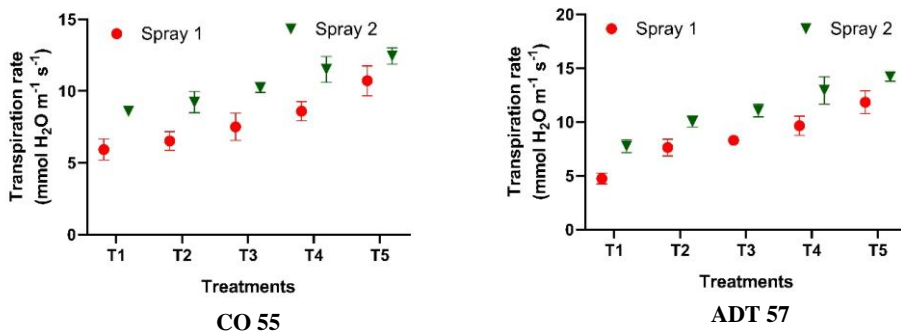 Transpiration rate
(mmol H₂O m⁻¹ s⁻¹)
15
10
5
0
Spray 1
Spray 2
T1
T2
T3
T4
T5
Treatments
CO 55
Transpiration rate
(mmol H₂O m⁻¹ s⁻¹)
20
15
10
5
0
Spray 1
Spray 2
T1
T2
T3
T4
T5
Treatments
ADT 57